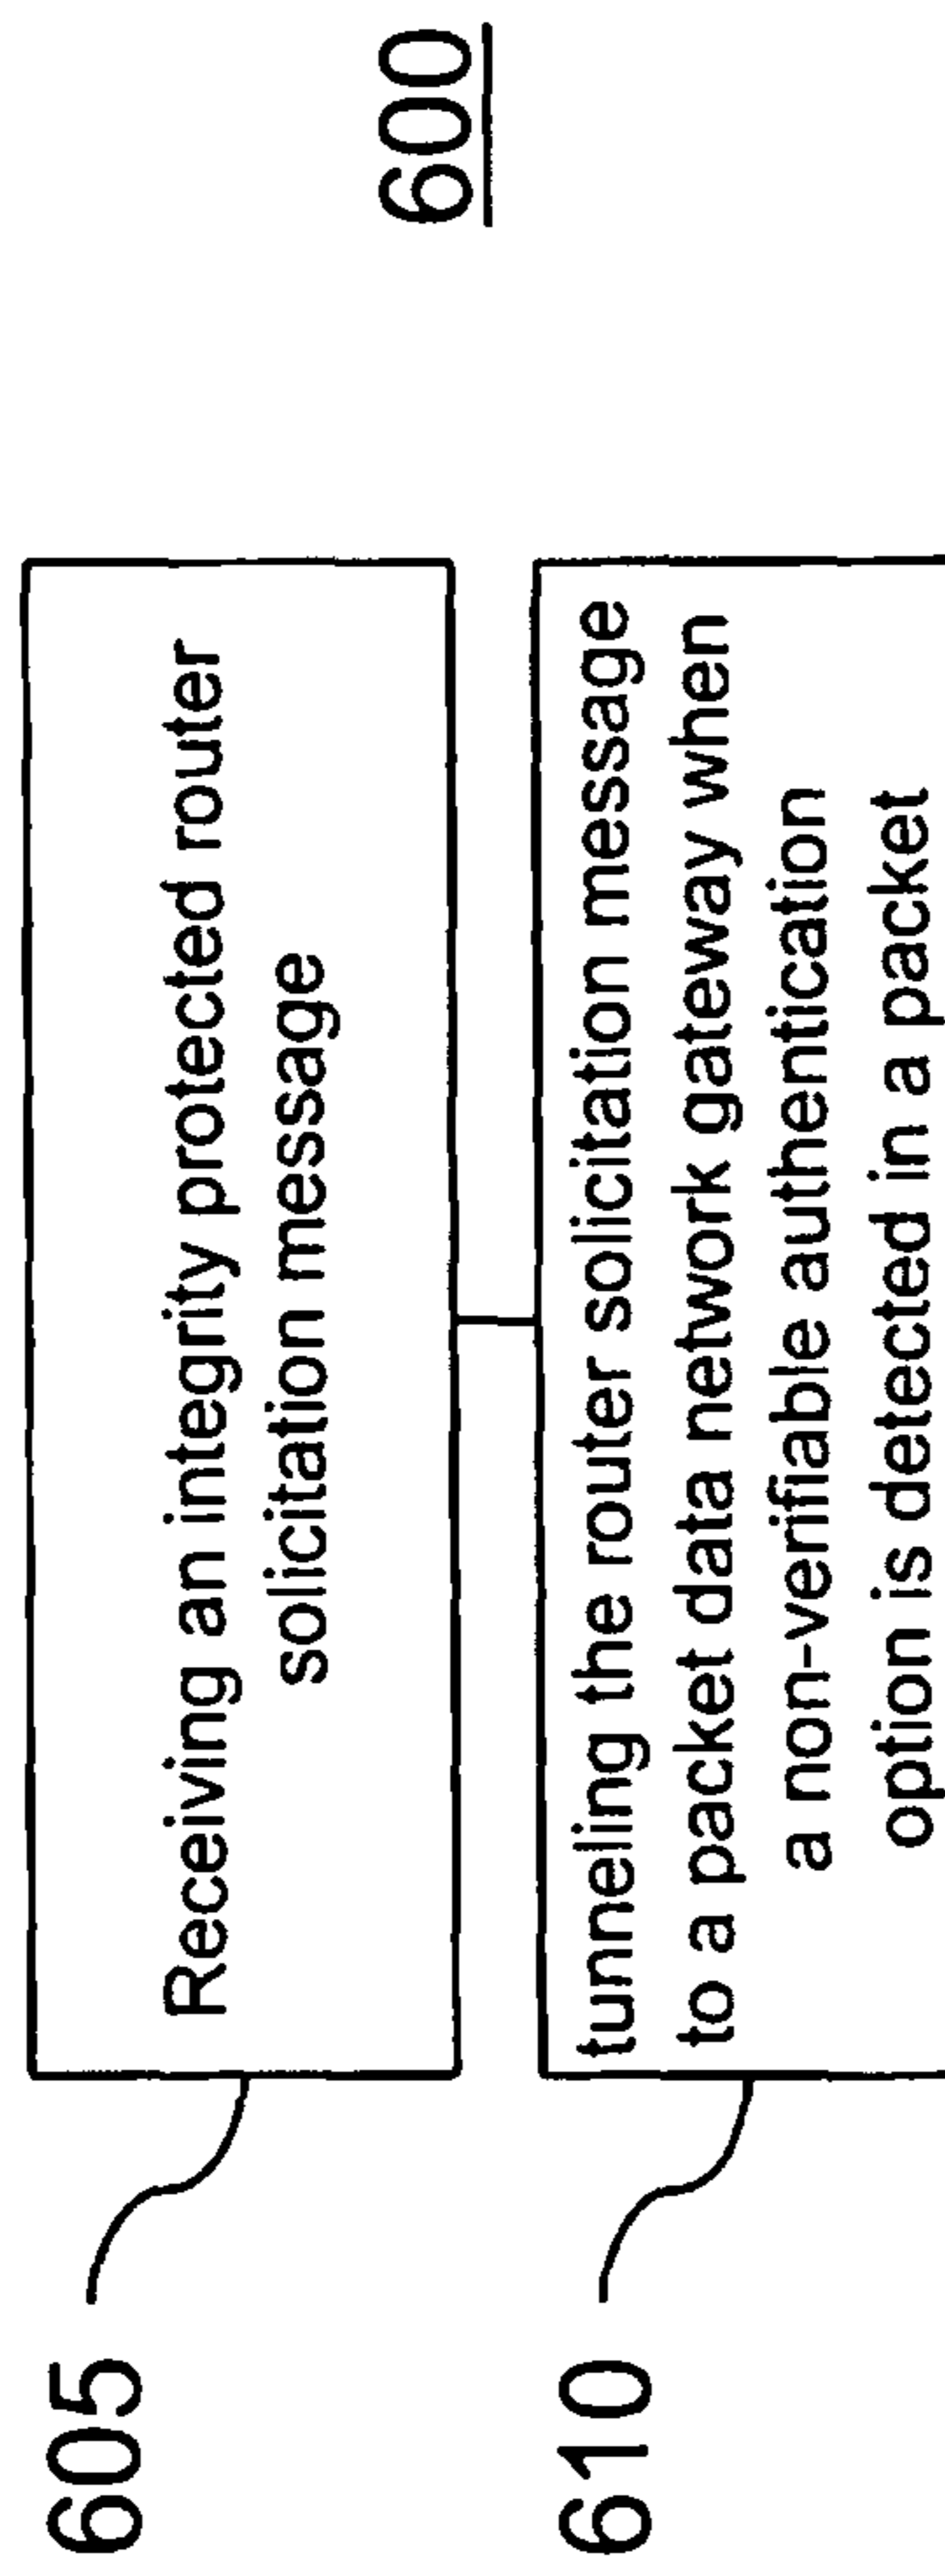 600
605
Receiving an integrity protected router
solicitation message
610
tunneling the router solicitation message
to a packet data network gateway when
a non-verifiable authentication
option is detected in a packet